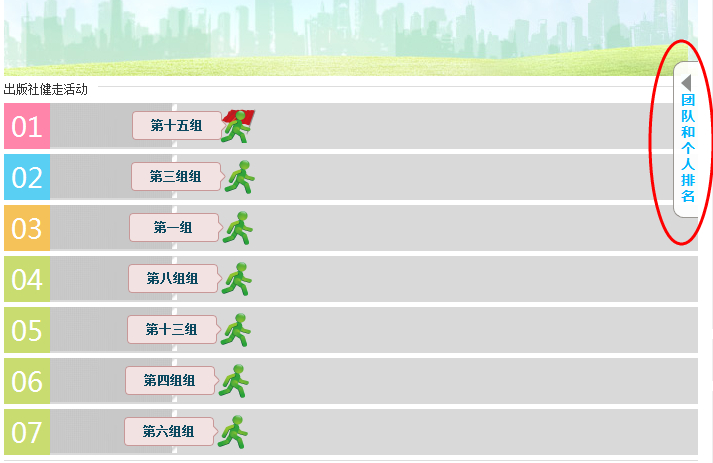 出版社健走活动
01 第十五组
02 第三组组
03 第一组
04 第八组组
05 第十三组
06 第四组组
07 第六组组
团队和个人排名